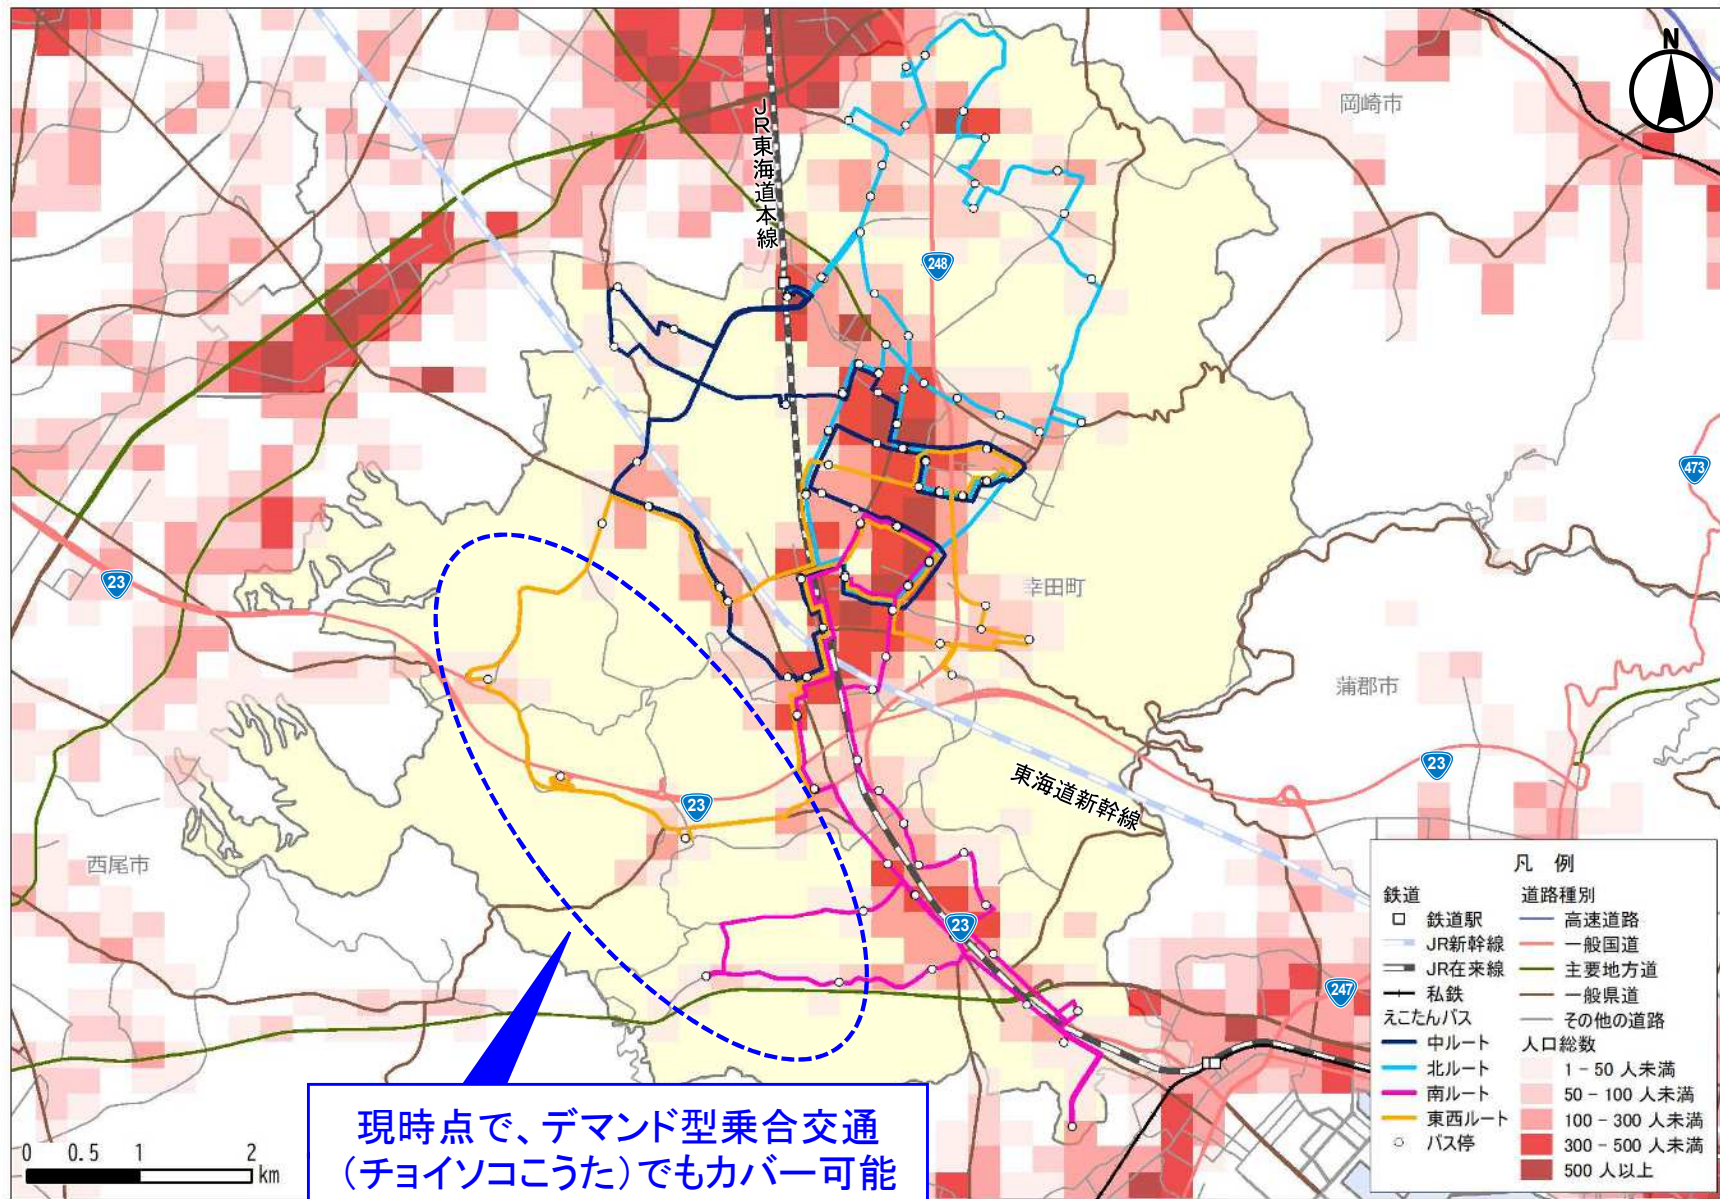 N
岡崎市
JR東海道本線
248
473
23
幸田町
蒲郡市
23
東海道新幹線
23
西尾市
23
247
現時点で、デマンド型乗合交通
(チョイソコこうた)でもカバー可能
0 0.5 1 2
km
凡 例
鉄道
鉄道駅
JR新幹線
JR在来線
私鉄
えこたんバス
中ルート
北ルート
南ルート
東西ルート
バス停
道路種別
高速道路
一般国道
主要地方道
一般県道
その他の道路
人口総数
1 - 50 人未満
50 - 100 人未満
100 - 300 人未満
300 - 500 人未満
500 人以上